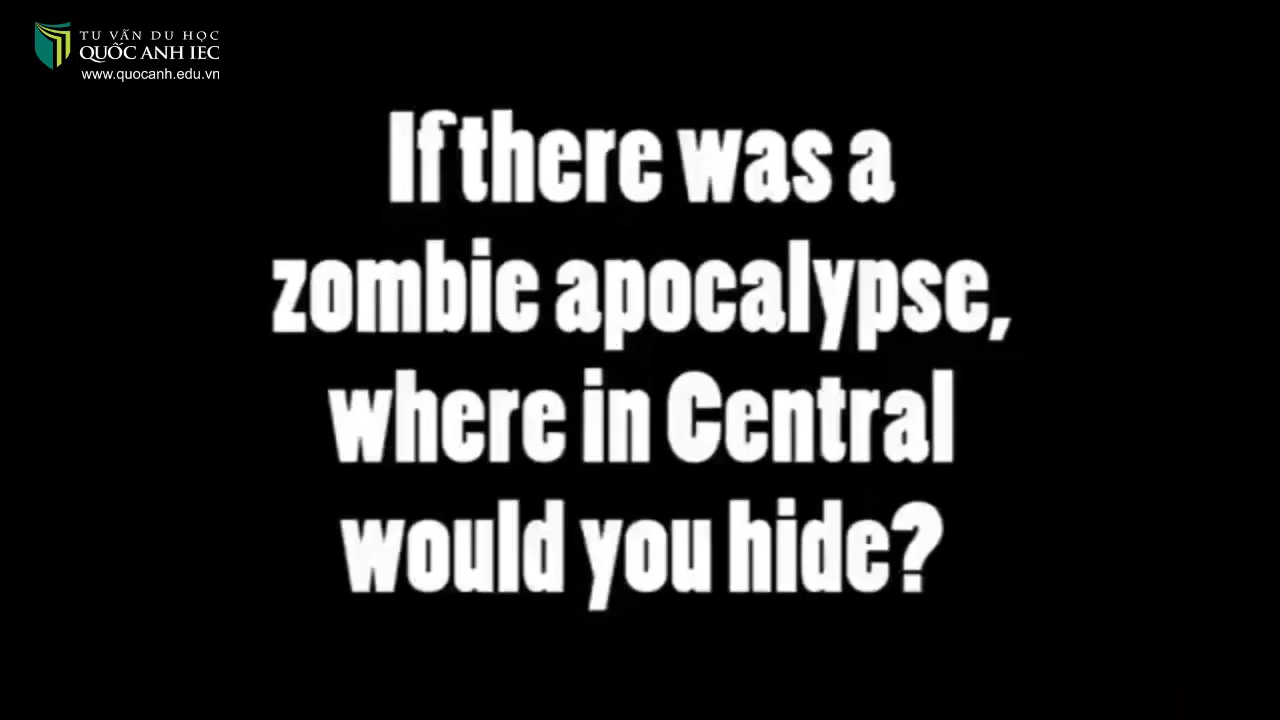 TƯ VẤN DU HỌC
QUỐC ANH IEC
www.quocanh.edu.vn
If there was a
zombie apocalypse,
where in Central
would you hide?